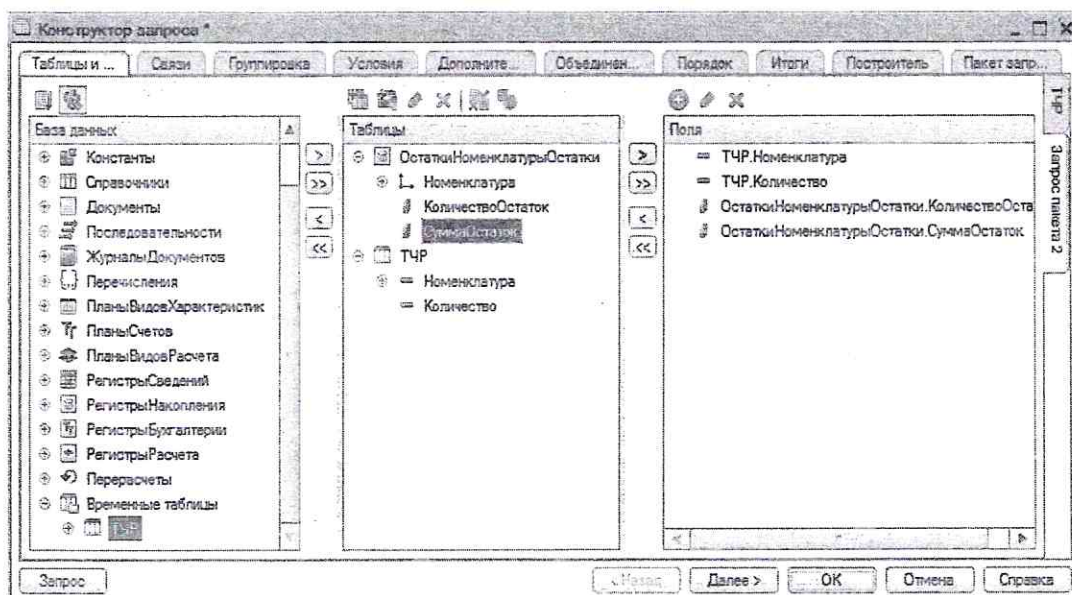 Конструктор запроса *
Таблицы и ... Связи Группировка Условия Дополните... Объединен... Порядок Итоги Построитель Пакет запр...
База данных
Константы
Справочники
Документы
Последовательности
ЖурналыДокументов
Перечисления
ПланыВидовХарактеристик
ПланыСчетов
ПланыВидовРасчета
РегистрыСведений
РегистрыНакопления
РегистрыБухгалтерии
РегистрыРасчета
Перерасчеты
Временные таблицы
ТЧР
Таблицы
ОстаткиНоменклатурыОстатки
Номенклатура
КоличествоОстаток
СуммаОстаток
ТЧР
Номенклатура
Количество
Поля
ТЧР.Номенклатура
ТЧР.Количество
ОстаткиНоменклатурыОстатки.КоличествоОста
ОстаткиНоменклатурыОстатки.СуммаОстаток
ТЧР
Запрос пакета 2
Запрос < Назад Далее > ОК Отмена Справка